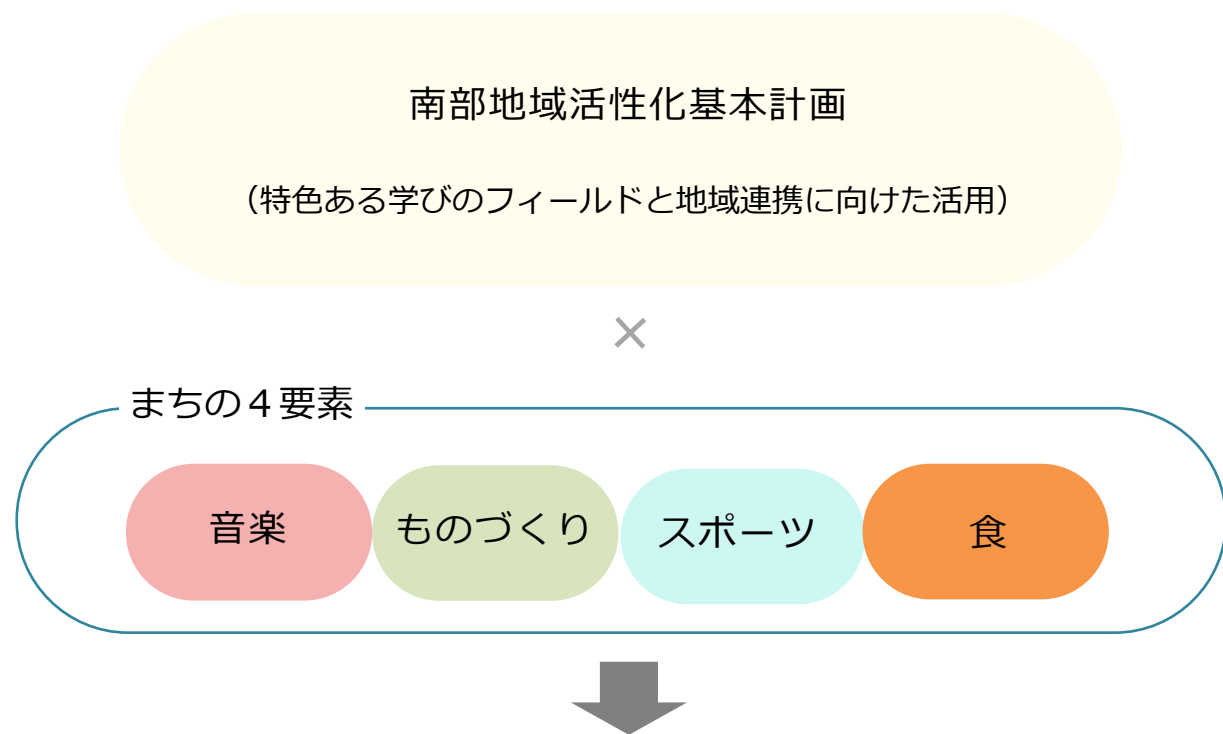 南部地域活性化基本計画
（特色ある学びのフィールドと地域連携に向けた活用）
×
まちの４要素
音楽
ものづくり
スポーツ
食